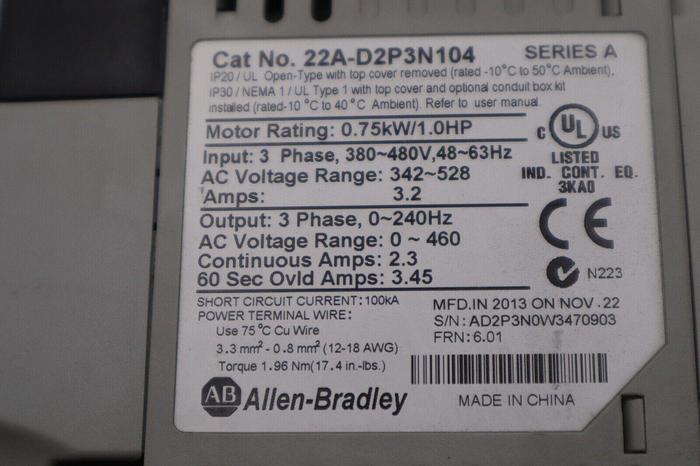 Cat No. 22A-D2P3N104 SERIES A
IP20 / UL Open-Type with top cover removed (rated -10°C to 50°C Ambient),
IP30 / NEMA 1 / UL Type 1 with top cover and optional conduit box kit
installed (rated-10 °C to 40 °C Ambient). Refer to user manual.
Motor Rating: 0.75kW/1.0HP
Input: 3 Phase, 380~480V,48~63Hz
AC Voltage Range: 342~528
Amps: 3.2
Output: 3 Phase, 0~240Hz
AC Voltage Range: 0 ~ 460
Continuous Amps: 2.3
60 Sec Ovld Amps: 3.45
C UL US
LISTED
IND. CONT. EQ.
3KA0
CE
N223
SHORT CIRCUIT CURRENT:100kA
POWER TERMINAL WIRE:
Use 75 °C Cu Wire
3.3 mm² - 0.8 mm² (12-18 AWG)
Torque 1.96 Nm(17.4 in.-lbs.)
MFD.IN 2013 ON NOV .22
S/N: AD2P3N0W3470903
FRN: 6.01
AB Allen-Bradley
MADE IN CHINA